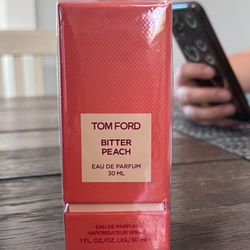 TOM FORD
BITTER
PEACH
EAU DE PARFUM
30 ML
EAU DE PARFUM
VAPORISATEUR SPRAY
1 FL.OZ./OZ. LIQ./30 ml ℮